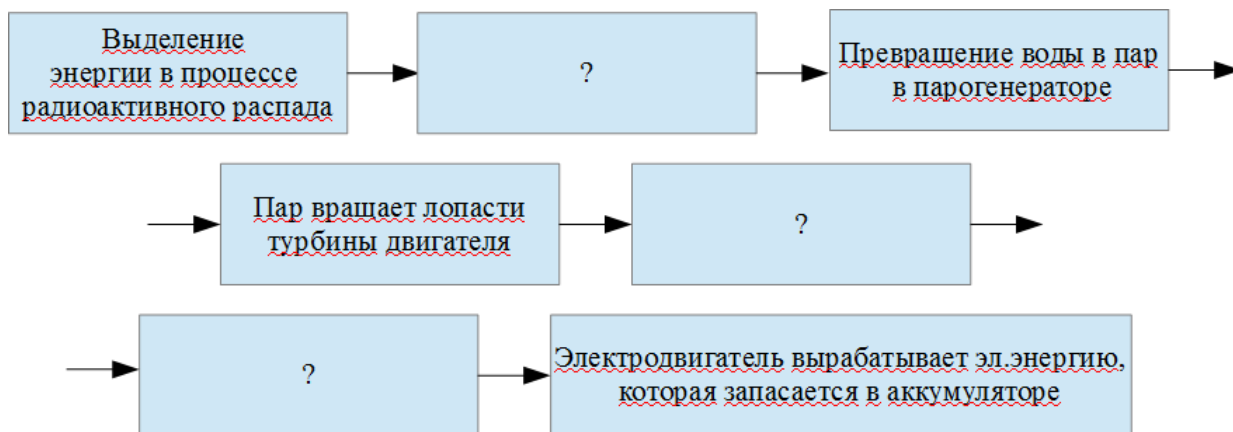 Выделение
энергии в процессе
радиоактивного распада
?
Превращение воды в пар
в парогенераторе
Пар вращает лопасти
турбины двигателя
?
?
Электродвигатель вырабатывает эл.энергию,
которая запасается в аккумуляторе